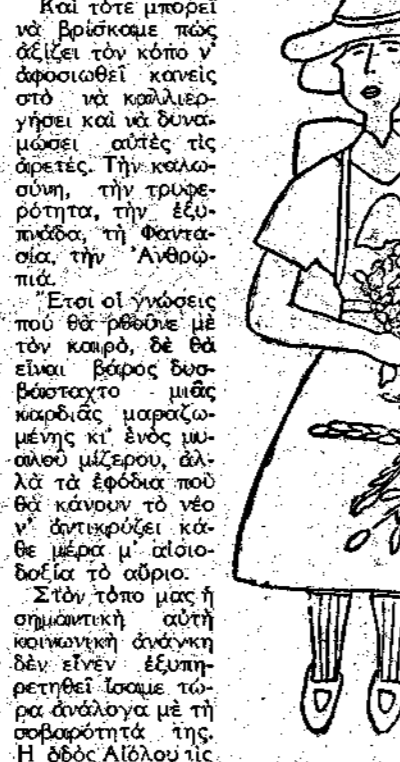 Καὶ τότε μπορεῖ
νὰ βρίσκαμε πὼς
ἀξίζει τὸν κόπο ν'
ἀφοσιωθεῖ κανεὶς
στὸ νὰ καλλιερ-
γήσει καὶ νὰ δυνα-
μώσει αὐτὲς τὶς
ἀρετές. Τὴν καλω-
σύνη, τὴν τρυφε-
ρότητα, τὴν ἐξυ-
πνάδα, τὴ Φαντα-
σία, τὴν Ἀνθρω-
πιά.
Ἔτσι οἱ γνώσεις
ποὺ θὰ ρθοῦνε μὲ
τὸν καιρό, δὲ θὰ
εἶναι βάρος δυσ-
βάσταχτο μιᾶς
καρδιᾶς μαραζω-
μένης κι' ἑνὸς μυ-
αλοῦ μίζερου, ἀλ-
λὰ τὰ ἐφόδια ποὺ
θὰ κάνουν τὸ νέο
ν' ἀντικρύζει κά-
θε μέρα μ' αἰσιο-
δοξία τὸ αὔριο.
Στὸν τόπο μας ἡ
σημαντικὴ αὐτὴ
κοινωνικὴ ἀνάγκη
δὲν εἶνεν ἐξυπη-
ρετηθεῖ ἴσαμε τώ-
ρα ἀνάλογα μὲ τὴ
σοβαρότητά της.
Ἡ ὁδὸς Αἰόλου τὶς